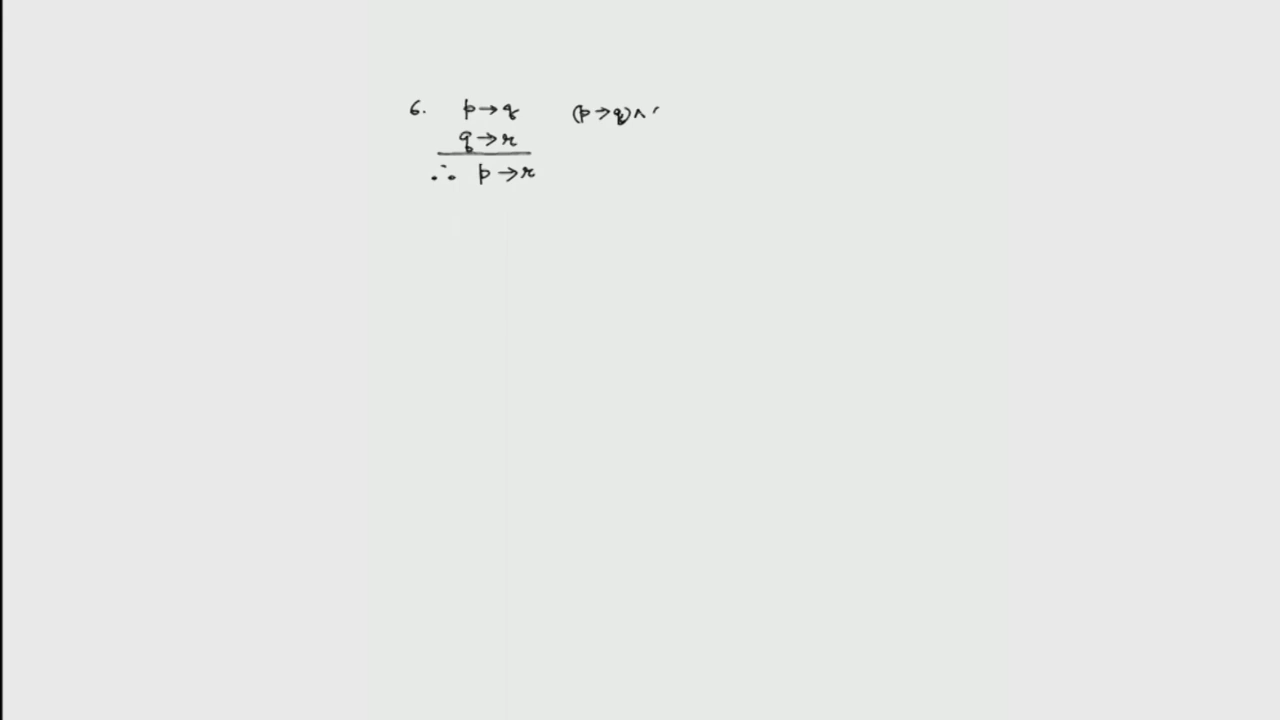 6. p→q (p→q)∧
q→r
∴ p→r